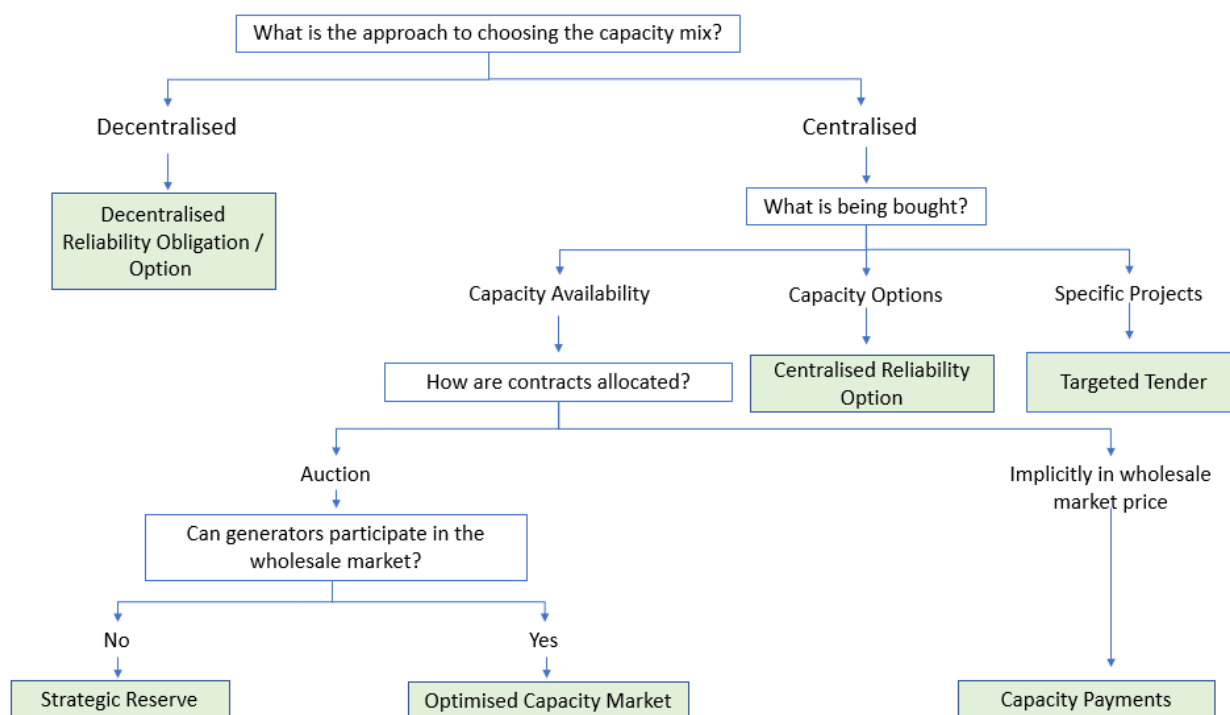 What is the approach to choosing the capacity mix?
Decentralised
Centralised
Decentralised
Reliability Obligation /
Option
What is being bought?
Capacity Availability
Capacity Options
Specific Projects
How are contracts allocated?
Centralised Reliability
Option
Targeted Tender
Auction
Implicitly in wholesale
market price
Can generators participate in the
wholesale market?
No
Yes
Strategic Reserve
Optimised Capacity Market
Capacity Payments